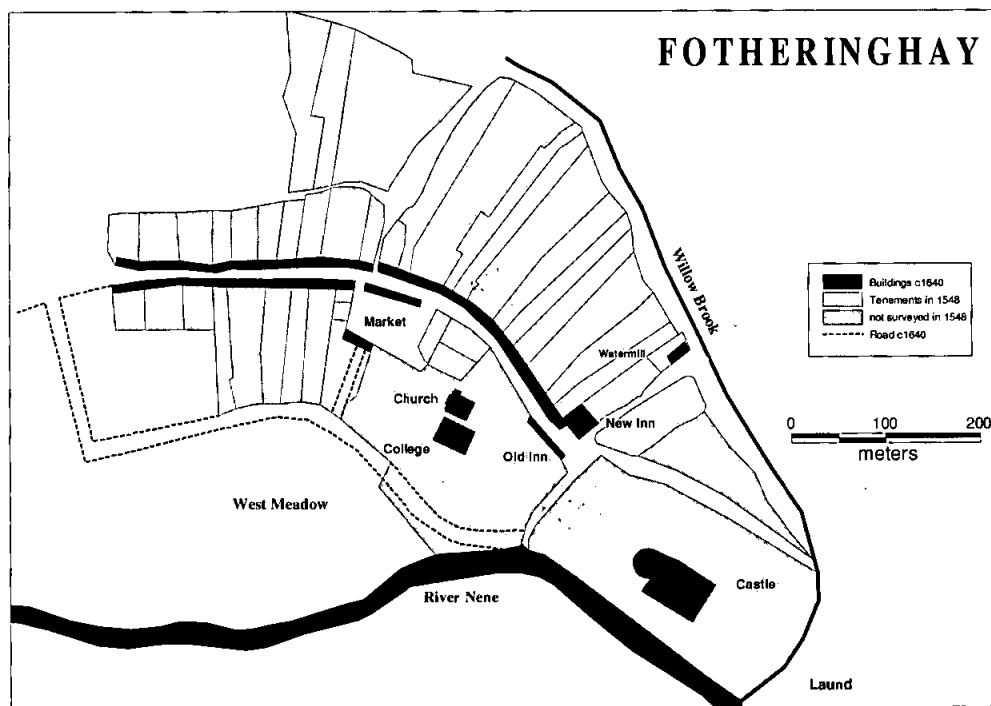 FOTHERINGHAY
Willow Brook
Buildings c1640
Tenements in 1548
not surveyed in 1548
Road c1640
Market
Watermill
Church
New Inn
0 100 200
meters
College
Old Inn
West Meadow
Castle
River Nene
Laund